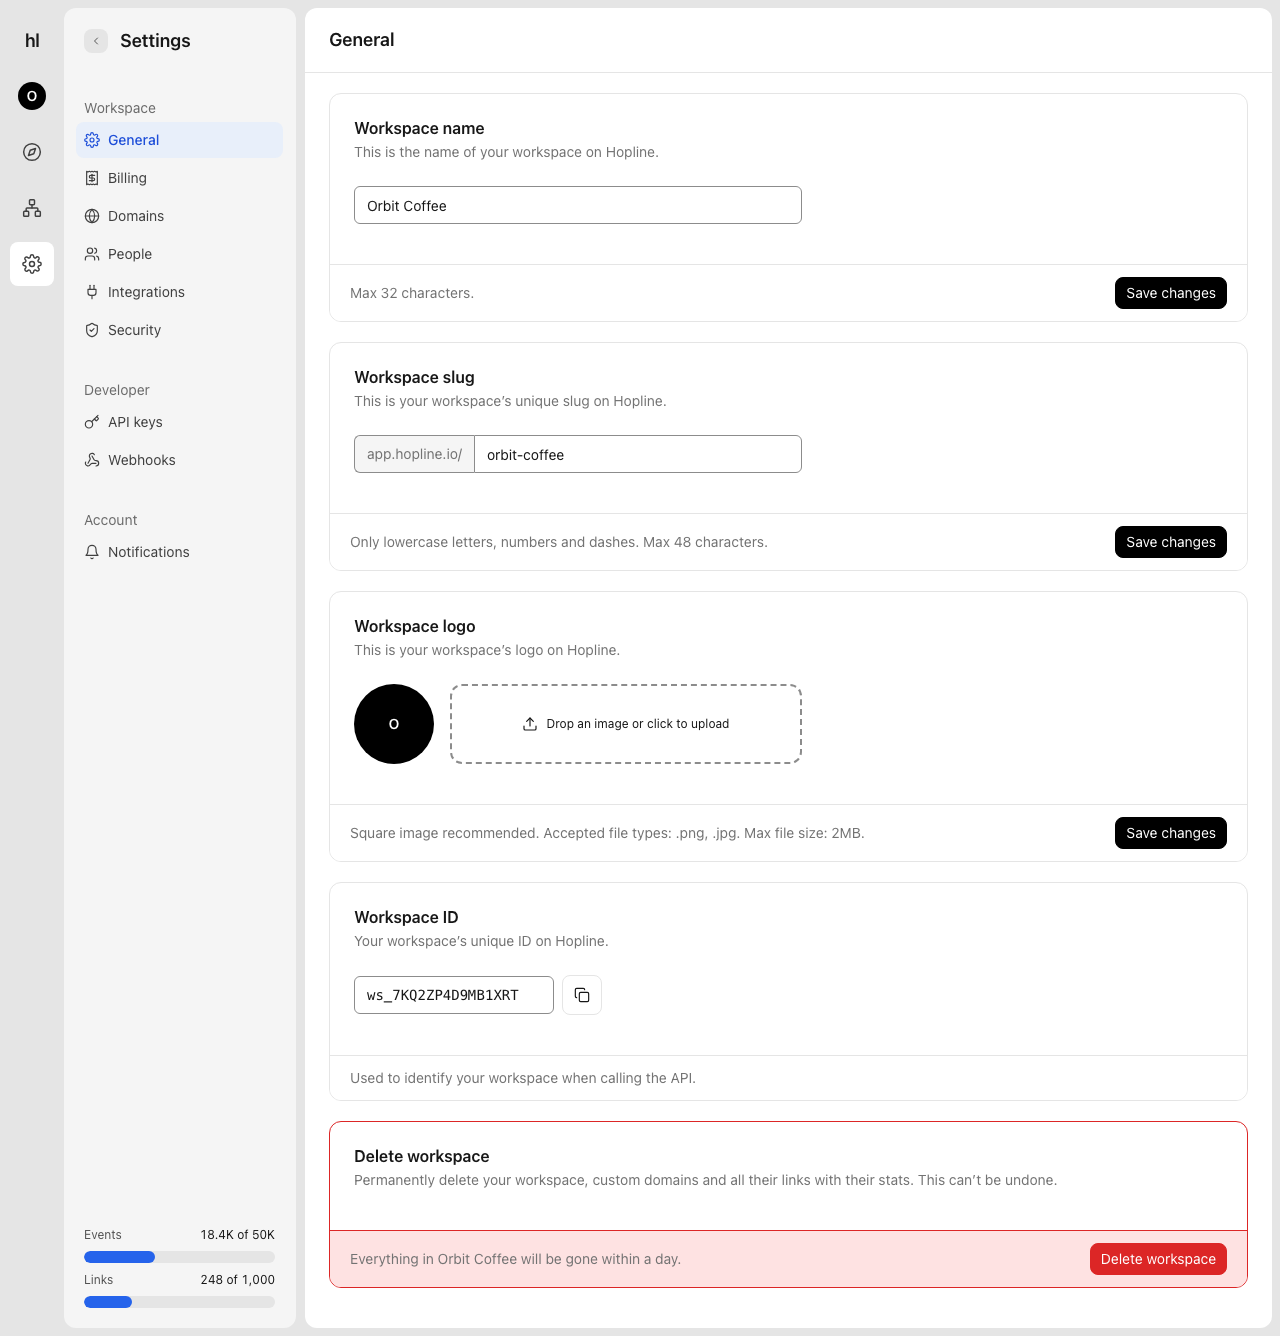 hl
O
Settings
Workspace
General
Billing
Domains
People
Integrations
Security
Developer
API keys
Webhooks
Account
Notifications
Events 18.4K of 50K
Links 248 of 1,000
General
Workspace name
This is the name of your workspace on Hopline.
Orbit Coffee
Max 32 characters. Save changes
Workspace slug
This is your workspace's unique slug on Hopline.
app.hopline.io/ orbit-coffee
Only lowercase letters, numbers and dashes. Max 48 characters. Save changes
Workspace logo
This is your workspace's logo on Hopline.
O Drop an image or click to upload
Square image recommended. Accepted file types: .png, .jpg. Max file size: 2MB. Save changes
Workspace ID
Your workspace's unique ID on Hopline.
ws_7KQ2ZP4D9MB1XRT
Used to identify your workspace when calling the API.
Delete workspace
Permanently delete your workspace, custom domains and all their links with their stats. This can't be undone.
Everything in Orbit Coffee will be gone within a day. Delete workspace